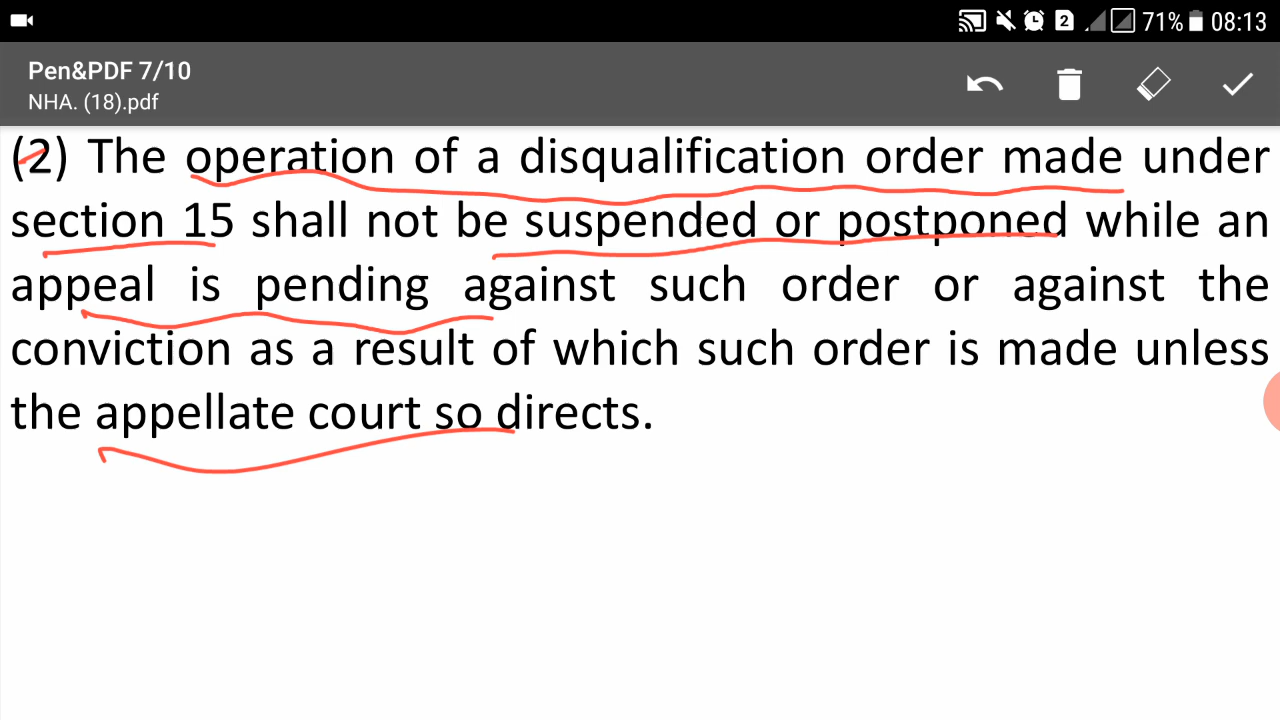 2 71% 08:13
Pen&PDF 7/10
NHA. (18).pdf
(2) The operation of a disqualification order made under
section 15 shall not be suspended or postponed while an
appeal is pending against such order or against the
conviction as a result of which such order is made unless
the appellate court so directs.